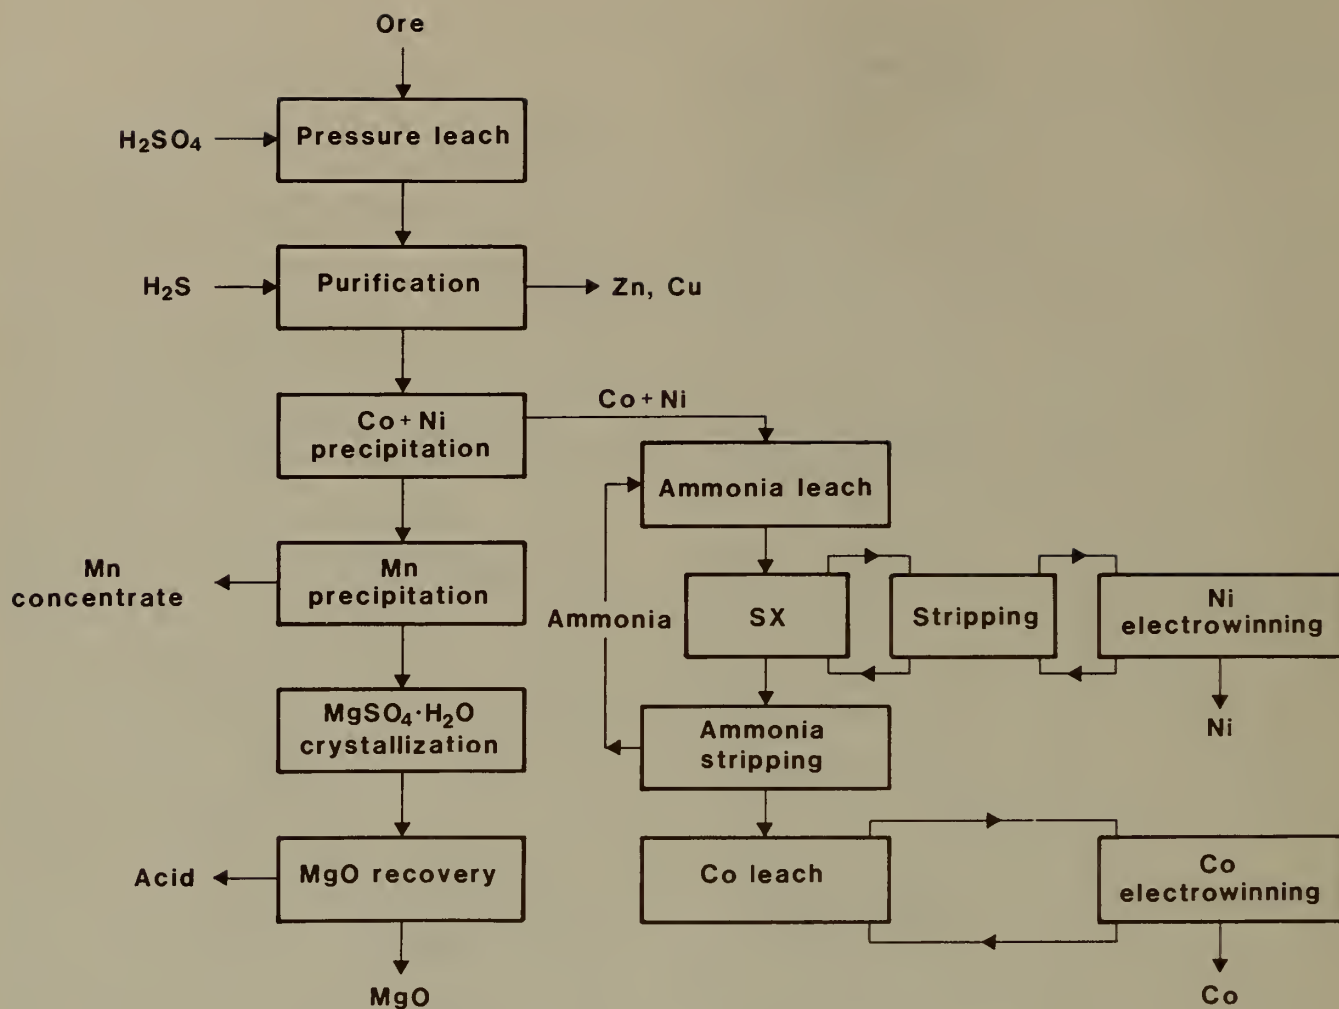 Ore
H₂SO₄
Pressure leach
H₂S
Purification
Zn, Cu
Co+Ni
precipitation
Co+Ni
Ammonia leach
Mn
concentrate
Mn
precipitation
Ammonia
SX
Stripping
Ni
electrowinning
Ni
MgSO₄·H₂O
crystallization
Ammonia
stripping
Acid
MgO recovery
Co leach
Co
electrowinning
MgO
Co